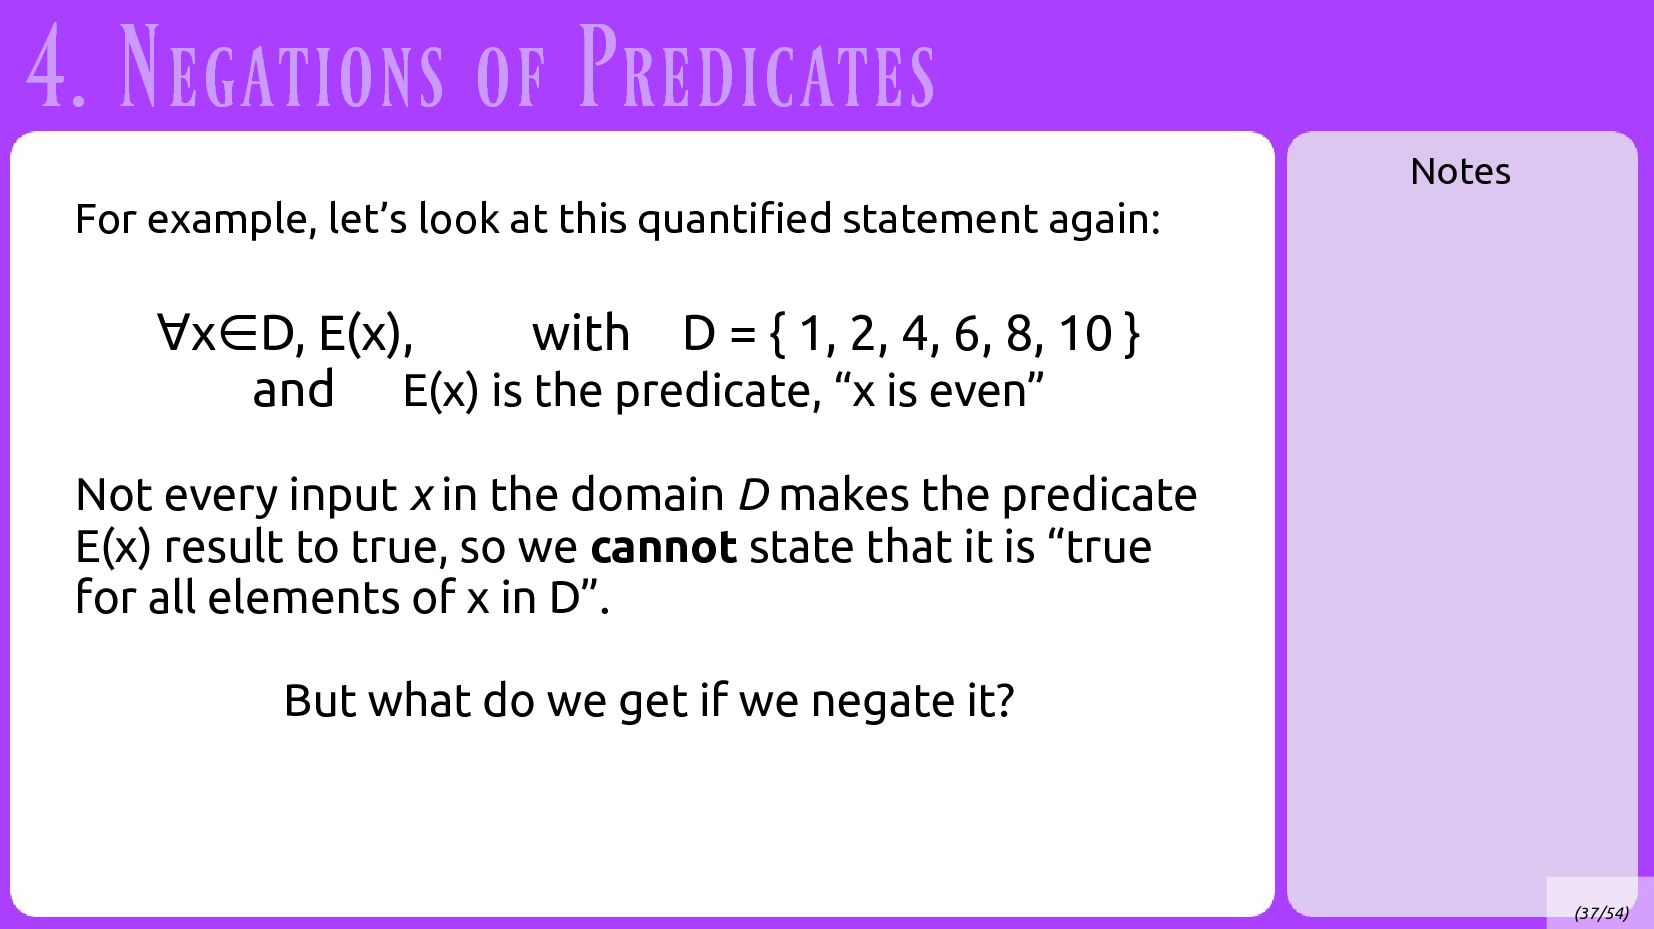 4. Negations of Predicates
For example, let’s look at this quantified statement again:
∀x∈D, E(x), with D = { 1, 2, 4, 6, 8, 10 }
and E(x) is the predicate, “x is even”
Not every input x in the domain D makes the predicate
E(x) result to true, so we cannot state that it is “true
for all elements of x in D”.
But what do we get if we negate it?
Notes
(37/54)